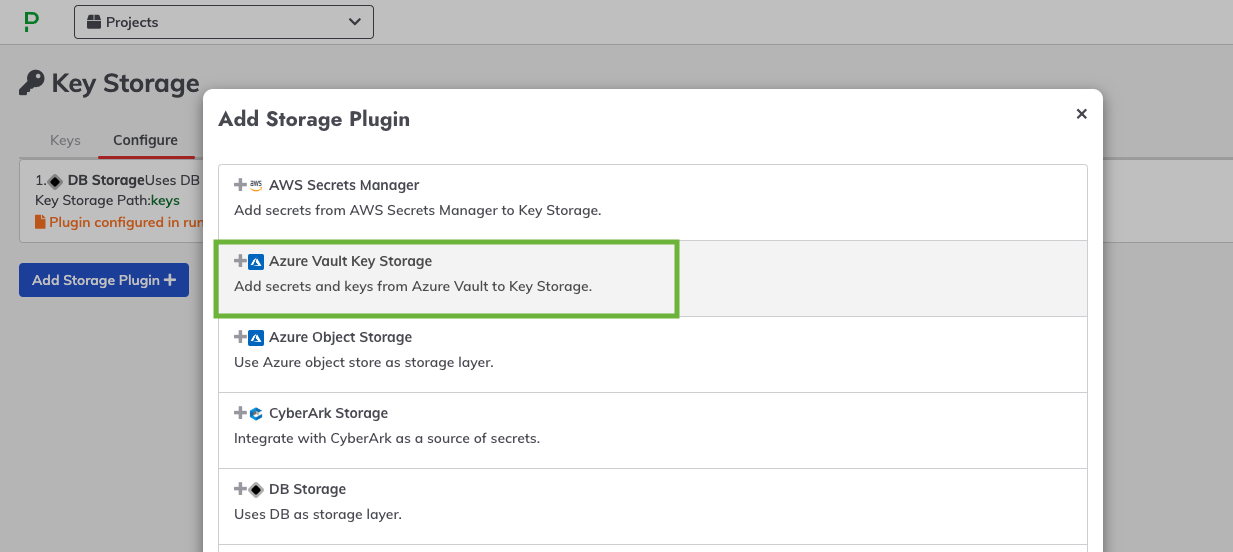 P
Projects
Key Storage
Keys
Configure
1. DB StorageUses DB
Key Storage Path:keys
Plugin configured in run
Add Storage Plugin
Add Storage Plugin
×
AWS Secrets Manager
Add secrets from AWS Secrets Manager to Key Storage.
Azure Vault Key Storage
Add secrets and keys from Azure Vault to Key Storage.
Azure Object Storage
Use Azure object store as storage layer.
CyberArk Storage
Integrate with CyberArk as a source of secrets.
DB Storage
Uses DB as storage layer.